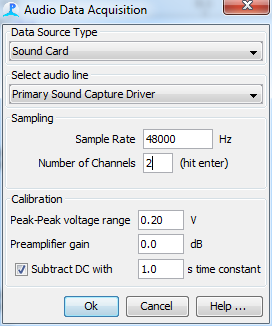 Audio Data Acquisition
Data Source Type
Sound Card
Select audio line
Primary Sound Capture Driver
Sampling
Sample Rate 48000 Hz
Number of Channels 2 (hit enter)
Calibration
Peak-Peak voltage range 0.20 V
Preamplifier gain 0.0 dB
Subtract DC with 1.0 s time constant
Ok Cancel Help ...